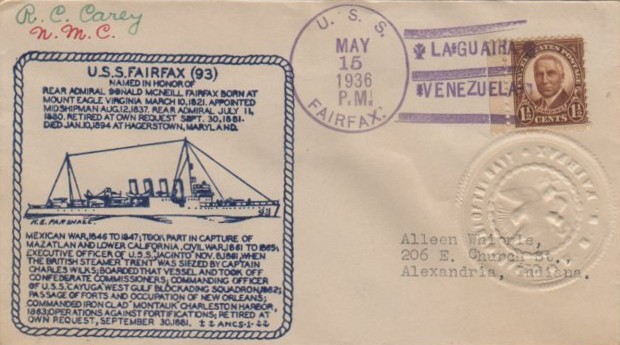 R. C. Carey
N. M. C.
U.S.S. FAIRFAX (93)
NAMED IN HONOR OF
REAR ADMIRAL DONALD MCNEILL FAIRFAX BORN AT
MOUNT EAGLE VIRGINIA MARCH 10,1821. APPOINTED
MIDSHIPMAN AUG.12,1837. REAR ADMIRAL JULY 11,
1880. RETIRED AT OWN REQUEST SEPT. 30,1881-
DIED JAN.10,1894 AT HAGERSTOWN, MARYLAND.
MEXICAN WAR,1846 TO 1847; TOOK PART IN CAPTURE OF
MAZATLAN AND LOWER CALIFORNIA. CIVIL WAR,1861 TO 1865;
EXECUTIVE OFFICER OF U.S.S."JACINTO" NOV. 8,1861, WHEN
THE BRITISH STEAMER "TRENT" WAS SIEZED BY CAPTAIN
CHARLES WILKS; BOARDED THAT VESSEL AND TOOK OFF
CONFEDERATE COMMISSIONERS; COMMANDING OFFICER
OF U.S.S. CAYUGA" WEST GULF BLOCKADING SQUADRON,1862;
PASSAGE OF FORTS AND OCCUPATION OF NEW ORLEANS;
COMMANDED IRON CLAD "MONTAUK" CHARLESTON HARBOR,
1863; OPERATIONS AGAINST FORTIFICATIONS; RETIRED AT
OWN REQUEST, SEPTEMBER 30,1881. ANCS-1-
U. S. S.
MAY
15
1936
P.M.
FAIRFAX.
LA GUAIRA
VENEZUELA
1½ CENTS 1½
Alleen Whipple,
206 E. Church St.,
Alexandria, Indiana.